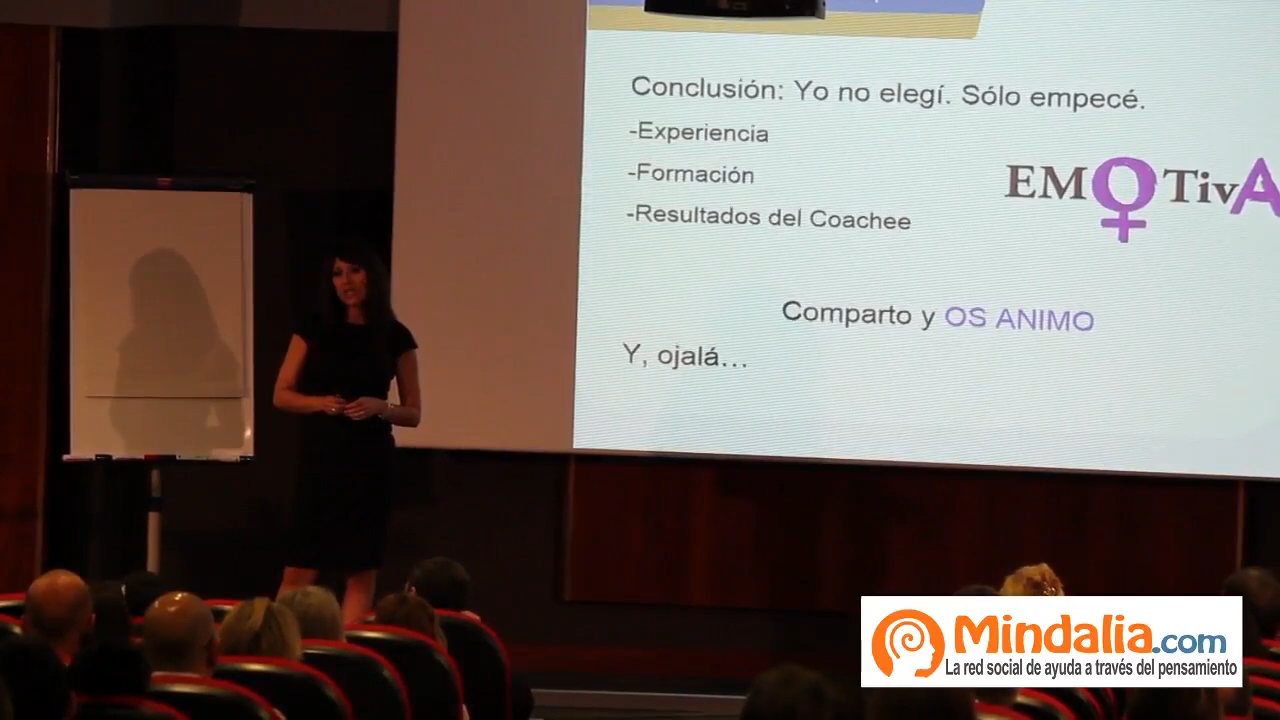 Conclusión: Yo no elegí. Sólo empecé.
-Experiencia
-Formación
-Resultados del Coachee
EMOTivA
Comparto y OS ANIMO
Y, ojalá...
Mindalia.com
La red social de ayuda a través del pensamiento